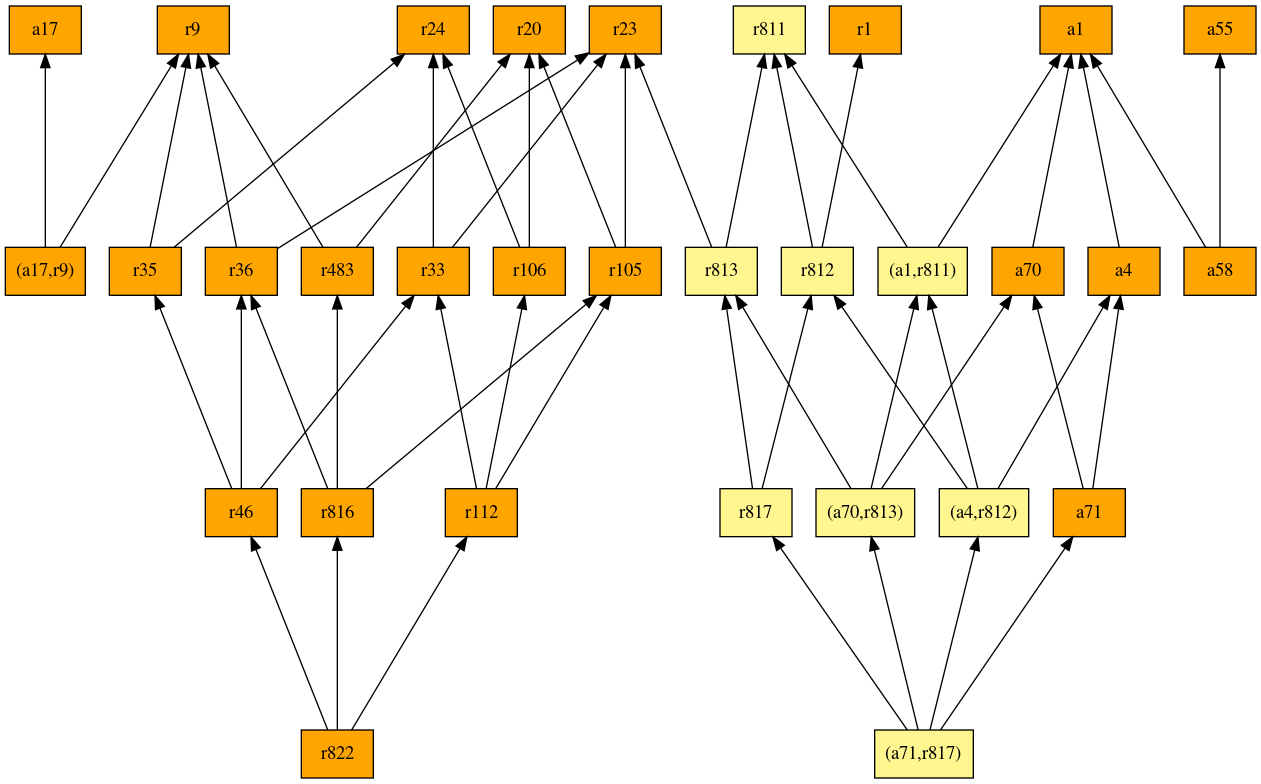 a17
r9
r24
r20
r23
r811
r1
a1
a55
(a17,r9)
r35
r36
r483
r33
r106
r105
r813
r812
(a1,r811)
a70
a4
a58
r46
r816
r112
r817
(a70,r813)
(a4,r812)
a71
r822
(a71,r817)